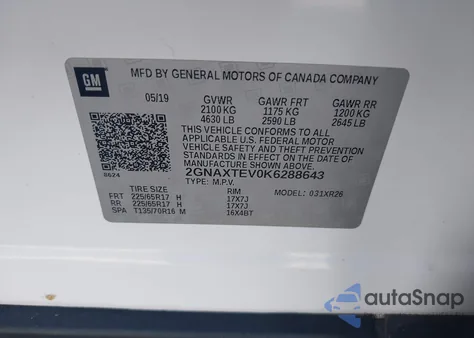 GM
MFD BY GENERAL MOTORS OF CANADA COMPANY
05/19 GVWR GAWR FRT GAWR RR
2100 KG 1175 KG 1200 KG
4630 LB 2590 LB 2645 LB
THIS VEHICLE CONFORMS TO ALL APPLICABLE
U.S. FEDERAL MOTOR
VEHICLE SAFETY AND THEFT PREVENTION
STANDARDS IN EFFECT ON THE DATE OF
MANUFACTURE SHOWN ABOVE.
8624
2GNAXTEV0K6288643
TYPE: M.P.V. MODEL: 031XR26
TIRE SIZE RIM
FRT 225/65R17 H 17X7J
RR 225/65R17 H 17X7J
SPA T135/70R16 M 16X4BT
autoSnap